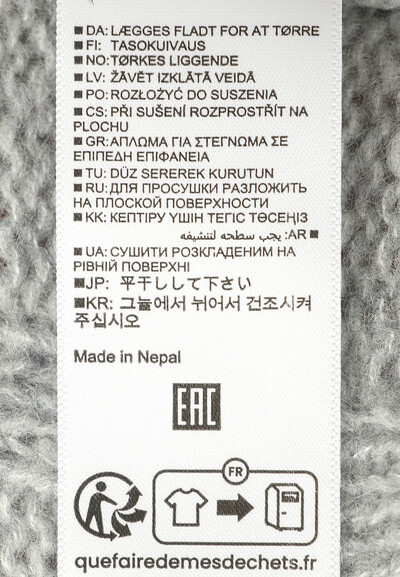 ■ DA: LÆGGES FLADT FOR AT TØRRE
■ FI: TASOKUIVAUS
■ NO:TØRKES LIGGENDE
■ LV: ŽĀVĒT IZKLĀTĀ VEIDĀ
■ PO: ROZŁOŻYĆ DO SUSZENIA
■ CS: PŘI SUŠENÍ ROZPROSTŘÍT NA
PLOCHU
■ GR: ΑΠΛΩΜΑ ΓΙΑ ΣΤΕΓΝΩΜΑ ΣΕ
ΕΠΙΠΕΔΗ ΕΠΙΦΑΝΕΙΑ
■ TU: DÜZ SEREREK KURUTUN
■ RU: ДЛЯ ПРОСУШКИ РАЗЛОЖИТЬ
НА ПЛОСКОЙ ПОВЕРХНОСТИ
■ KK: КЕПТІРУ ҮШІН ТЕГІС ТӨСЕҢІЗ
■ AR: يجب سطحه لتنشيفه
■ UA: СУШИТИ РОЗКЛАДЕНИМ НА
РІВНІЙ ПОВЕРХНІ
■JP: 平干しして下さい
■KR: 그늘에서 뉘어서 건조시켜
주십시오
Made in Nepal
EAC
FR
quefairedemesdechets.fr